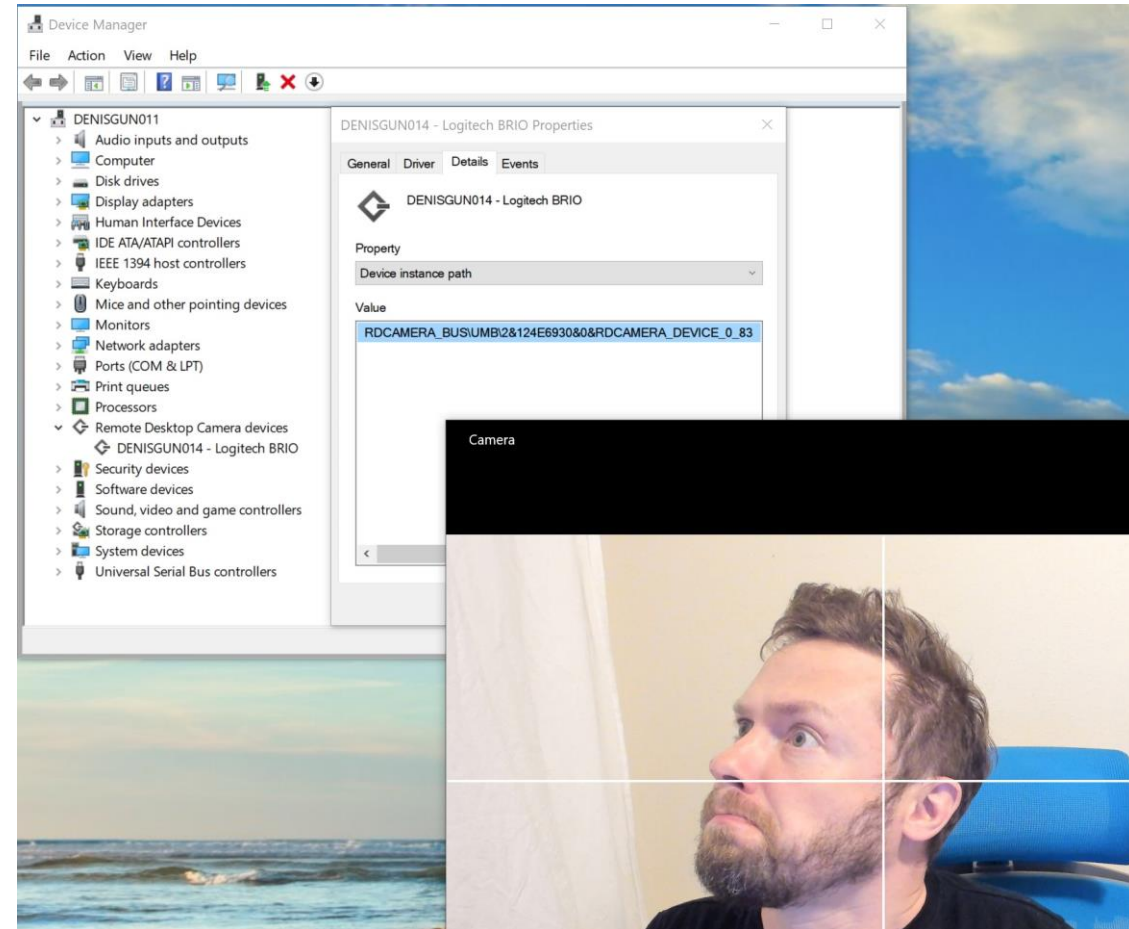 Device Manager
File Action View Help
DENISGUN011
Audio inputs and outputs
Computer
Disk drives
Display adapters
Human Interface Devices
IDE ATA/ATAPI controllers
IEEE 1394 host controllers
Keyboards
Mice and other pointing devices
Monitors
Network adapters
Ports (COM & LPT)
Print queues
Processors
Remote Desktop Camera devices
DENISGUN014 - Logitech BRIO
Security devices
Software devices
Sound, video and game controllers
Storage controllers
System devices
Universal Serial Bus controllers
DENISGUN014 - Logitech BRIO Properties
General Driver Details Events
DENISGUN014 - Logitech BRIO
Property
Device instance path
Value
RDCAMERA_BUS\UMB\2&124E6930&0&RDCAMERA_DEVICE_0_83
Camera